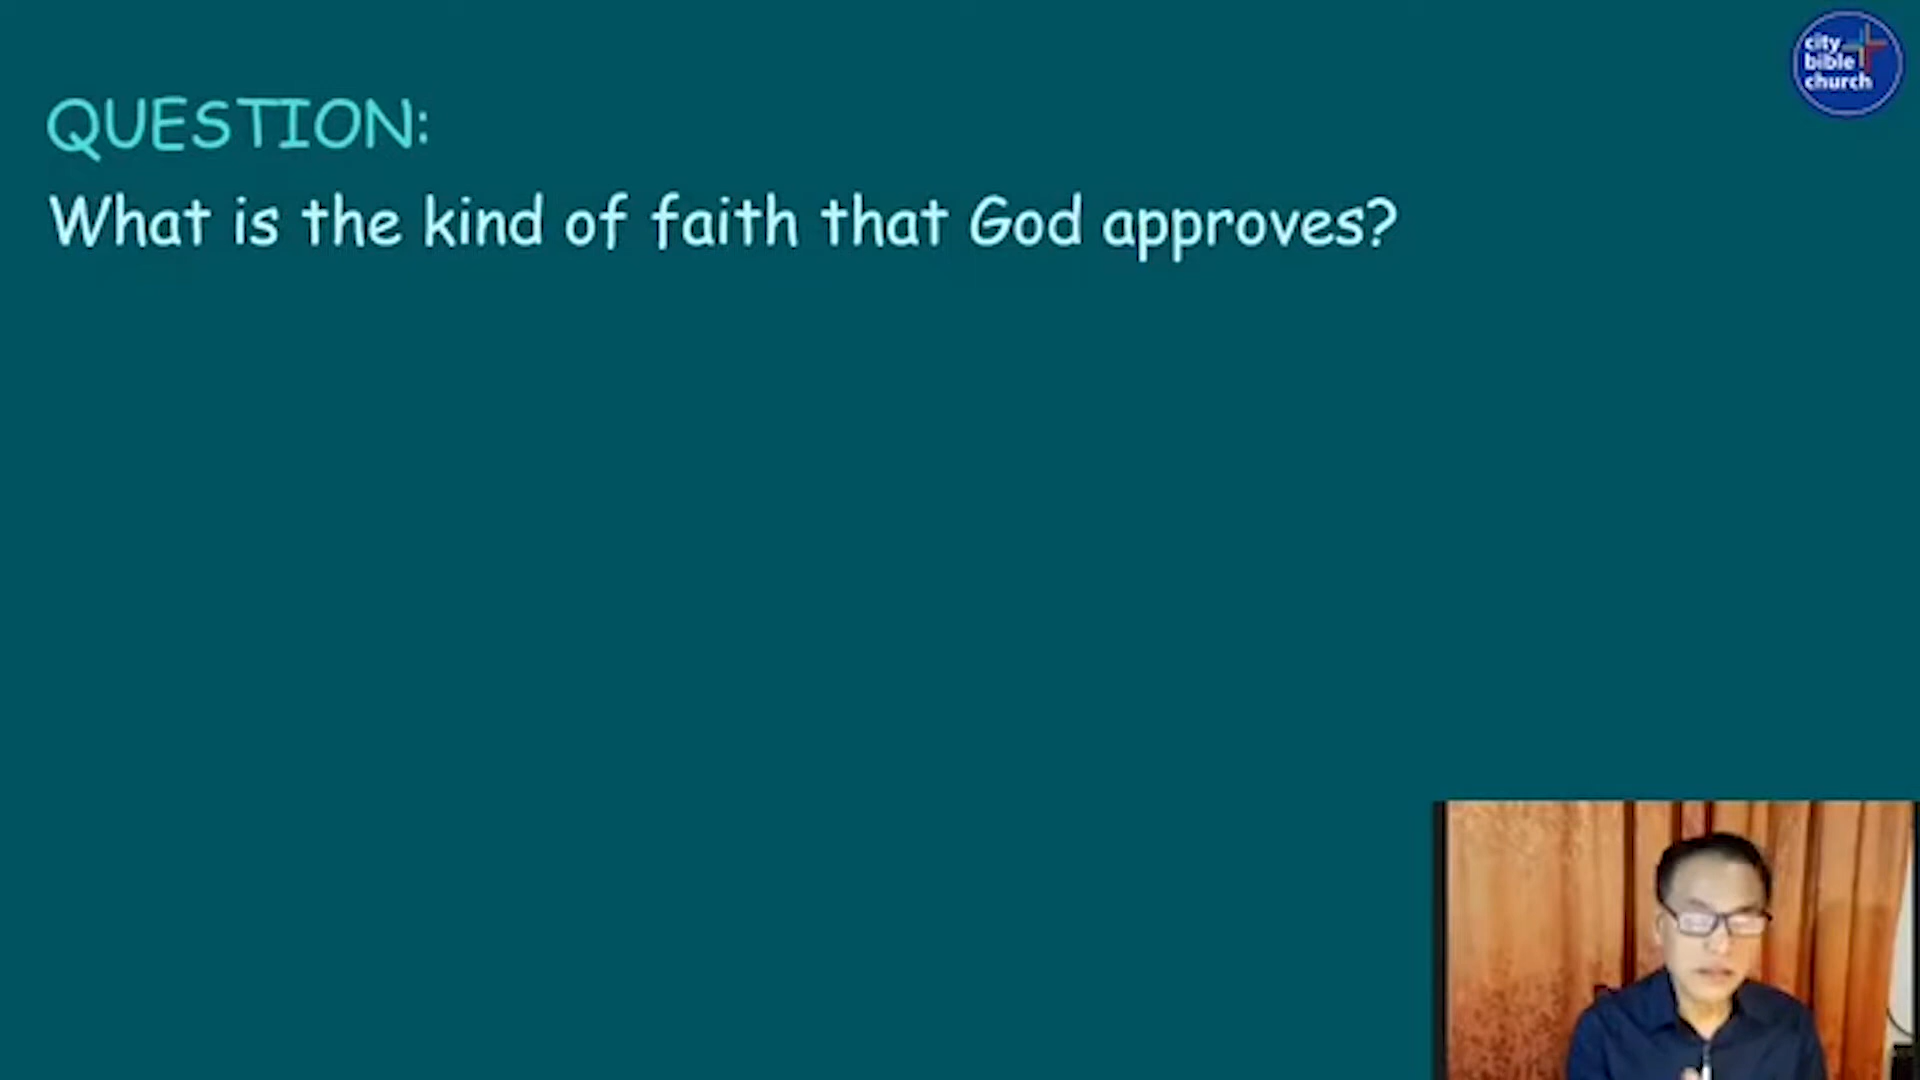 city
bible
church
QUESTION:
What is the kind of faith that God approves?